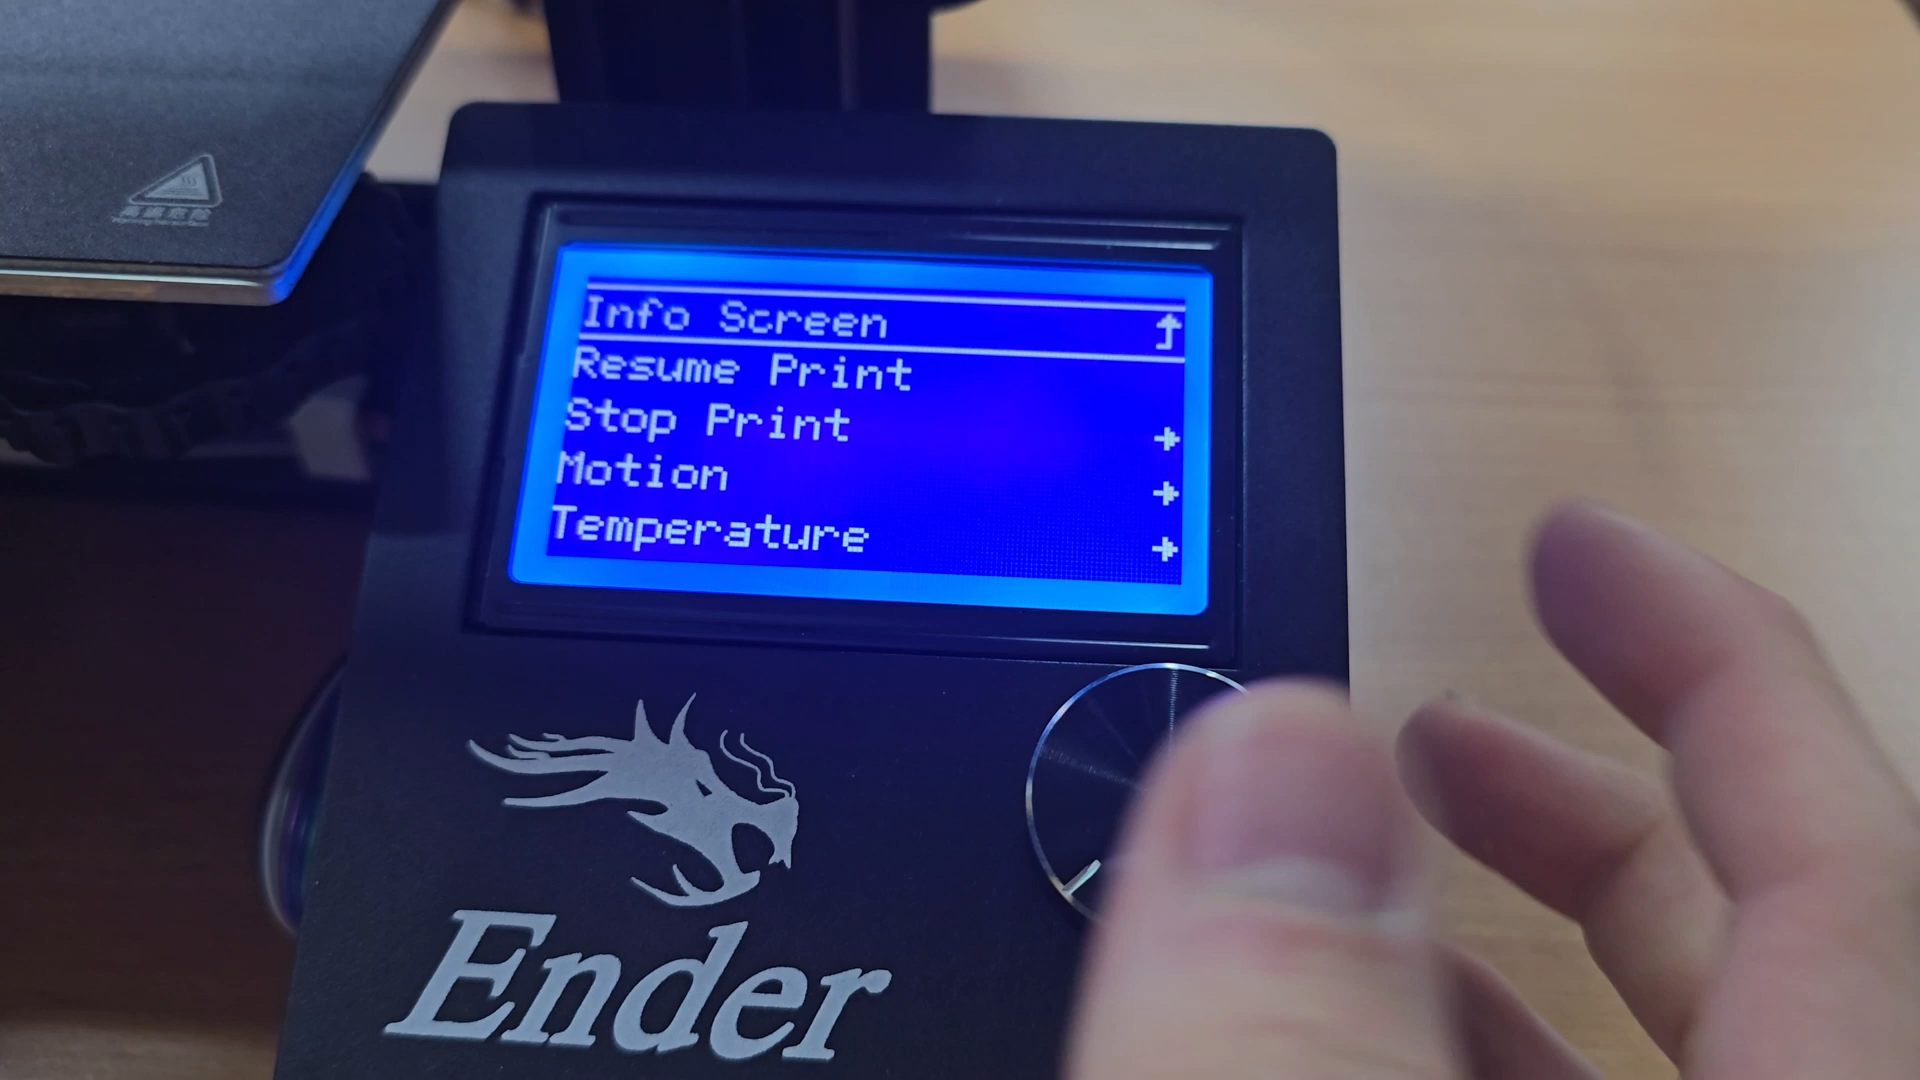 Info Screen
Resume Print
Stop Print
Motion
Temperature
Ender